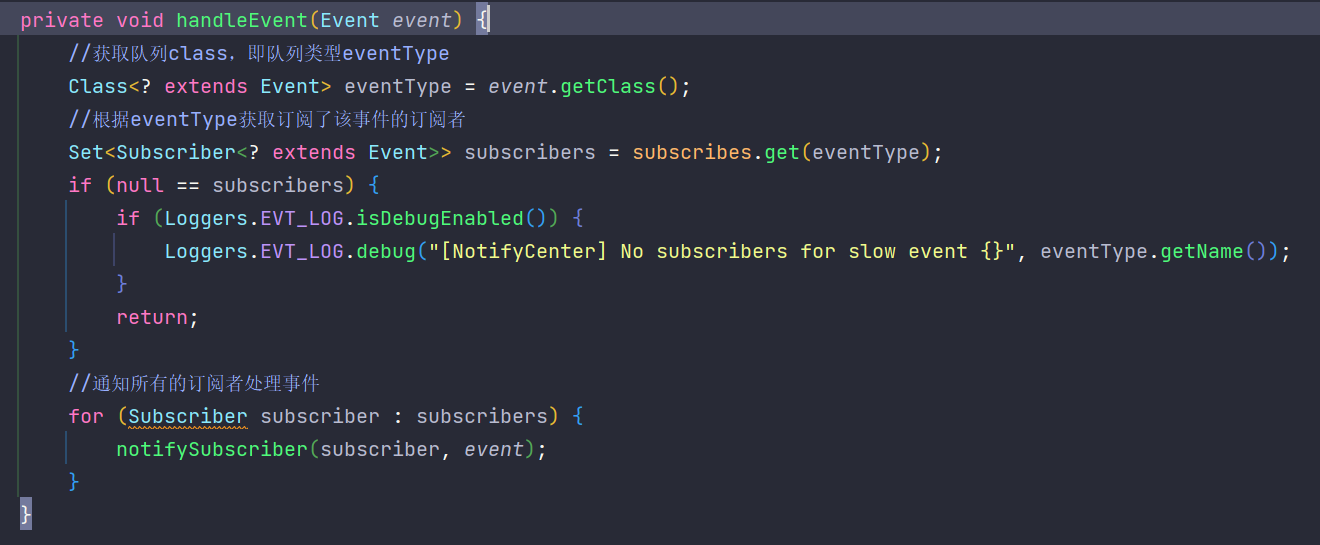 private void handleEvent(Event event) {
    //获取队列class，即队列类型eventType
    Class<? extends Event> eventType = event.getClass();
    //根据eventType获取订阅了该事件的订阅者
    Set<Subscriber<? extends Event>> subscribers = subscribes.get(eventType);
    if (null == subscribers) {
        if (Loggers.EVT_LOG.isDebugEnabled()) {
            Loggers.EVT_LOG.debug("[NotifyCenter] No subscribers for slow event {}", eventType.getName());
        }
        return;
    }
    //通知所有的订阅者处理事件
    for (Subscriber subscriber : subscribers) {
        notifySubscriber(subscriber, event);
    }
}